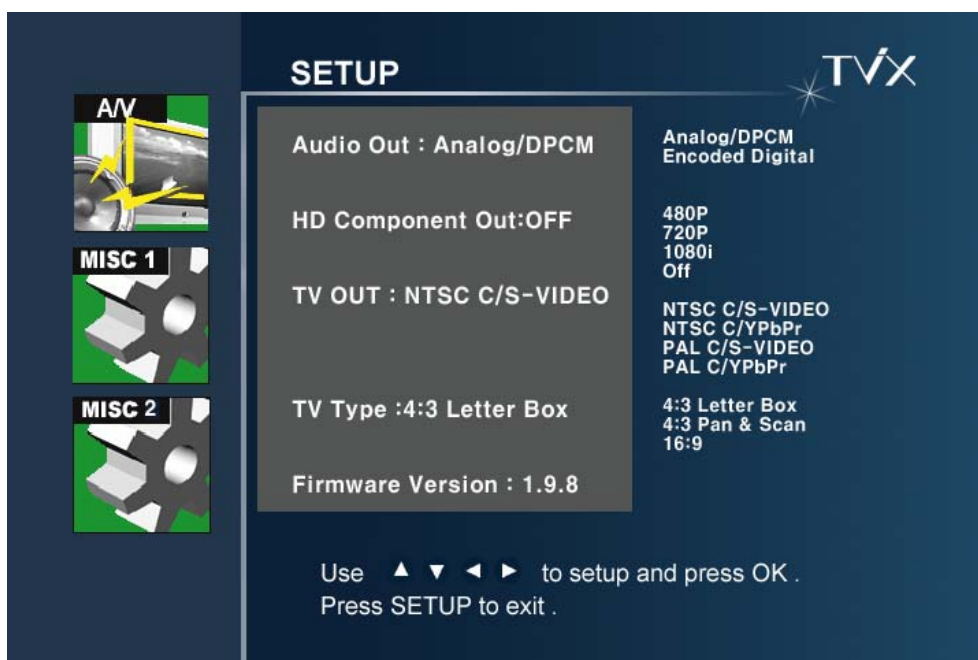 SETUP
TViX
A/V
MISC 1
MISC 2
Audio Out : Analog/DPCM
Analog/DPCM
Encoded Digital
HD Component Out:OFF
480P
720P
1080i
Off
TV OUT : NTSC C/S-VIDEO
NTSC C/S-VIDEO
NTSC C/YPbPr
PAL C/S-VIDEO
PAL C/YPbPr
TV Type :4:3 Letter Box
4:3 Letter Box
4:3 Pan & Scan
16:9
Firmware Version : 1.9.8
Use ▲ ▼ ◀ ▶ to setup and press OK .
Press SETUP to exit .